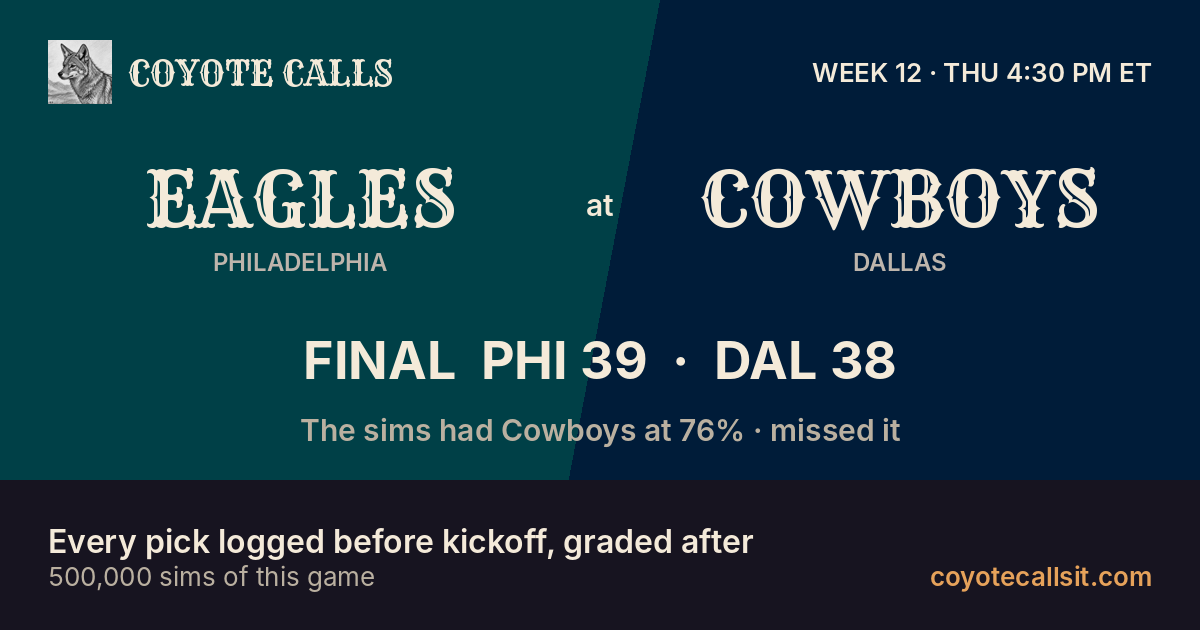 COYOTE CALLS
WEEK 12 · THU 4:30 PM ET
EAGLES at COWBOYS
PHILADELPHIA DALLAS
FINAL PHI 39 · DAL 38
The sims had Cowboys at 76% · missed it
Every pick logged before kickoff, graded after
500,000 sims of this game
coyotecallsit.com